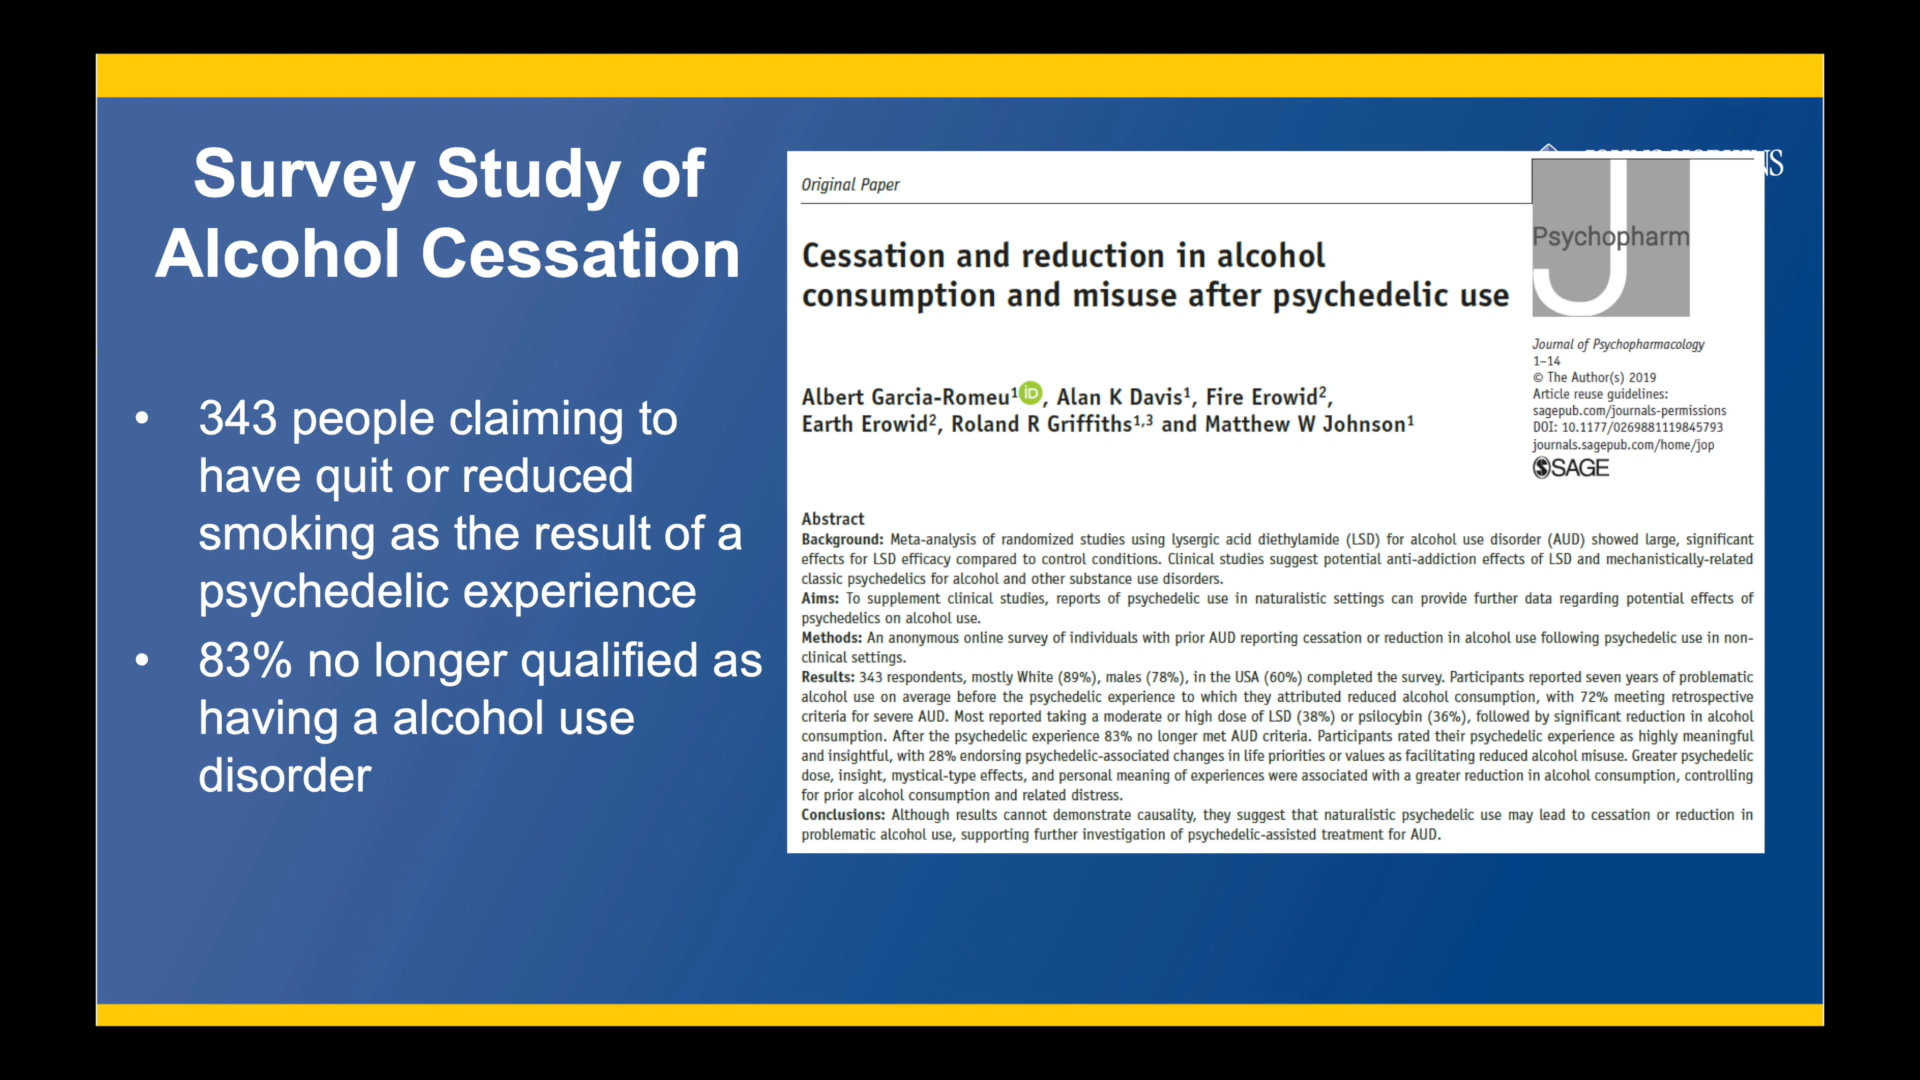 Survey Study of
Alcohol Cessation
• 343 people claiming to
have quit or reduced
smoking as the result of a
psychedelic experience
• 83% no longer qualified as
having a alcohol use
disorder
Original Paper
Cessation and reduction in alcohol
consumption and misuse after psychedelic use
Albert Garcia-Romeu¹ iD, Alan K Davis¹, Fire Erowid²,
Earth Erowid², Roland R Griffiths¹,³ and Matthew W Johnson¹
Psychopharm
Journal of Psychopharmacology
1–14
© The Author(s) 2019
Article reuse guidelines:
sagepub.com/journals-permissions
DOI: 10.1177/0269881119845793
journals.sagepub.com/home/jop
SAGE
Abstract
Background: Meta-analysis of randomized studies using lysergic acid diethylamide (LSD) for alcohol use disorder (AUD) showed large, significant
effects for LSD efficacy compared to control conditions. Clinical studies suggest potential anti-addiction effects of LSD and mechanistically-related
classic psychedelics for alcohol and other substance use disorders.
Aims: To supplement clinical studies, reports of psychedelic use in naturalistic settings can provide further data regarding potential effects of
psychedelics on alcohol use.
Methods: An anonymous online survey of individuals with prior AUD reporting cessation or reduction in alcohol use following psychedelic use in non-
clinical settings.
Results: 343 respondents, mostly White (89%), males (78%), in the USA (60%) completed the survey. Participants reported seven years of problematic
alcohol use on average before the psychedelic experience to which they attributed reduced alcohol consumption, with 72% meeting retrospective
criteria for severe AUD. Most reported taking a moderate or high dose of LSD (38%) or psilocybin (36%), followed by significant reduction in alcohol
consumption. After the psychedelic experience 83% no longer met AUD criteria. Participants rated their psychedelic experience as highly meaningful
and insightful, with 28% endorsing psychedelic-associated changes in life priorities or values as facilitating reduced alcohol misuse. Greater psychedelic
dose, insight, mystical-type effects, and personal meaning of experiences were associated with a greater reduction in alcohol consumption, controlling
for prior alcohol consumption and related distress.
Conclusions: Although results cannot demonstrate causality, they suggest that naturalistic psychedelic use may lead to cessation or reduction in
problematic alcohol use, supporting further investigation of psychedelic-assisted treatment for AUD.